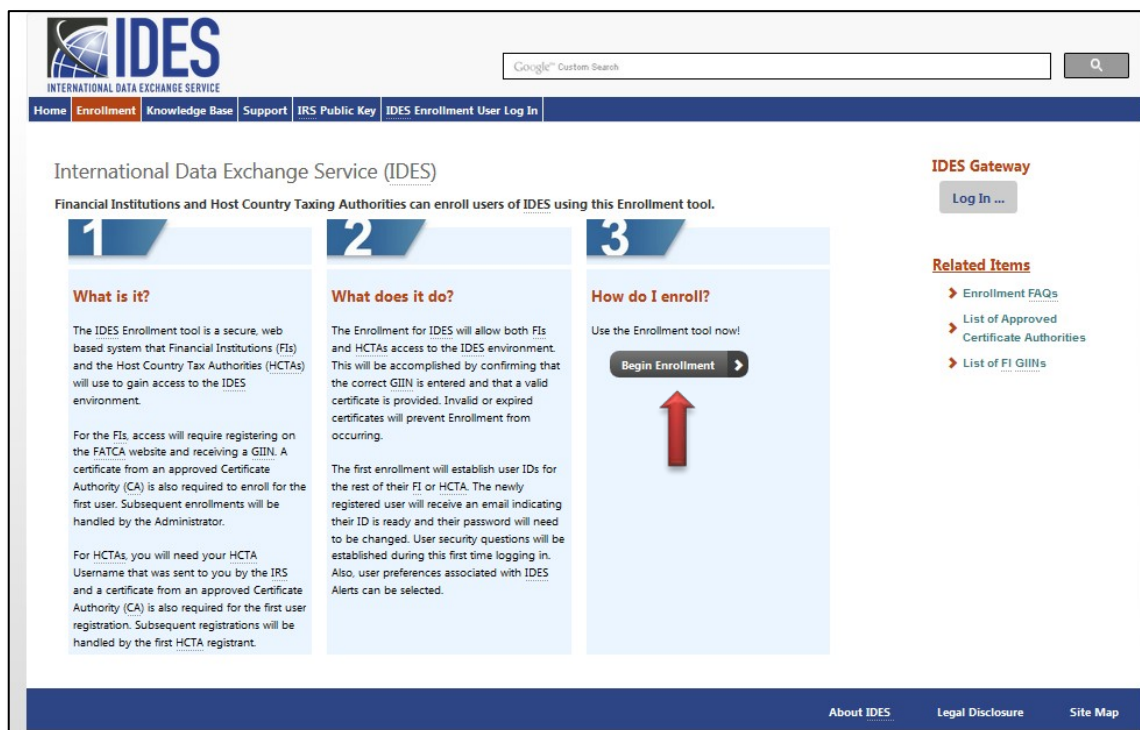 IDES
INTERNATIONAL DATA EXCHANGE SERVICE
Google™ Custom Search
Home Enrollment Knowledge Base Support IRS Public Key IDES Enrollment User Log In
International Data Exchange Service (IDES)
Financial Institutions and Host Country Taxing Authorities can enroll users of IDES using this Enrollment tool.
1
What is it?
The IDES Enrollment tool is a secure, web
based system that Financial Institutions (FIs)
and the Host Country Tax Authorities (HCTAs)
will use to gain access to the IDES
environment.
For the FIs, access will require registering on
the FATCA website and receiving a GIIN. A
certificate from an approved Certificate
Authority (CA) is also required to enroll for the
first user. Subsequent enrollments will be
handled by the Administrator.
For HCTAs, you will need your HCTA
Username that was sent to you by the IRS
and a certificate from an approved Certificate
Authority (CA) is also required for the first user
registration. Subsequent registrations will be
handled by the first HCTA registrant.
2
What does it do?
The Enrollment for IDES will allow both FIs
and HCTAs access to the IDES environment.
This will be accomplished by confirming that
the correct GIIN is entered and that a valid
certificate is provided. Invalid or expired
certificates will prevent Enrollment from
occurring.
The first enrollment will establish user IDs for
the rest of their FI or HCTA. The newly
registered user will receive an email indicating
their ID is ready and their password will need
to be changed. User security questions will be
established during this first time logging in.
Also, user preferences associated with IDES
Alerts can be selected.
3
How do I enroll?
Use the Enrollment tool now!
Begin Enrollment
IDES Gateway
Log In ...
Related Items
Enrollment FAQs
List of Approved
Certificate Authorities
List of FI GIINs
About IDES Legal Disclosure Site Map